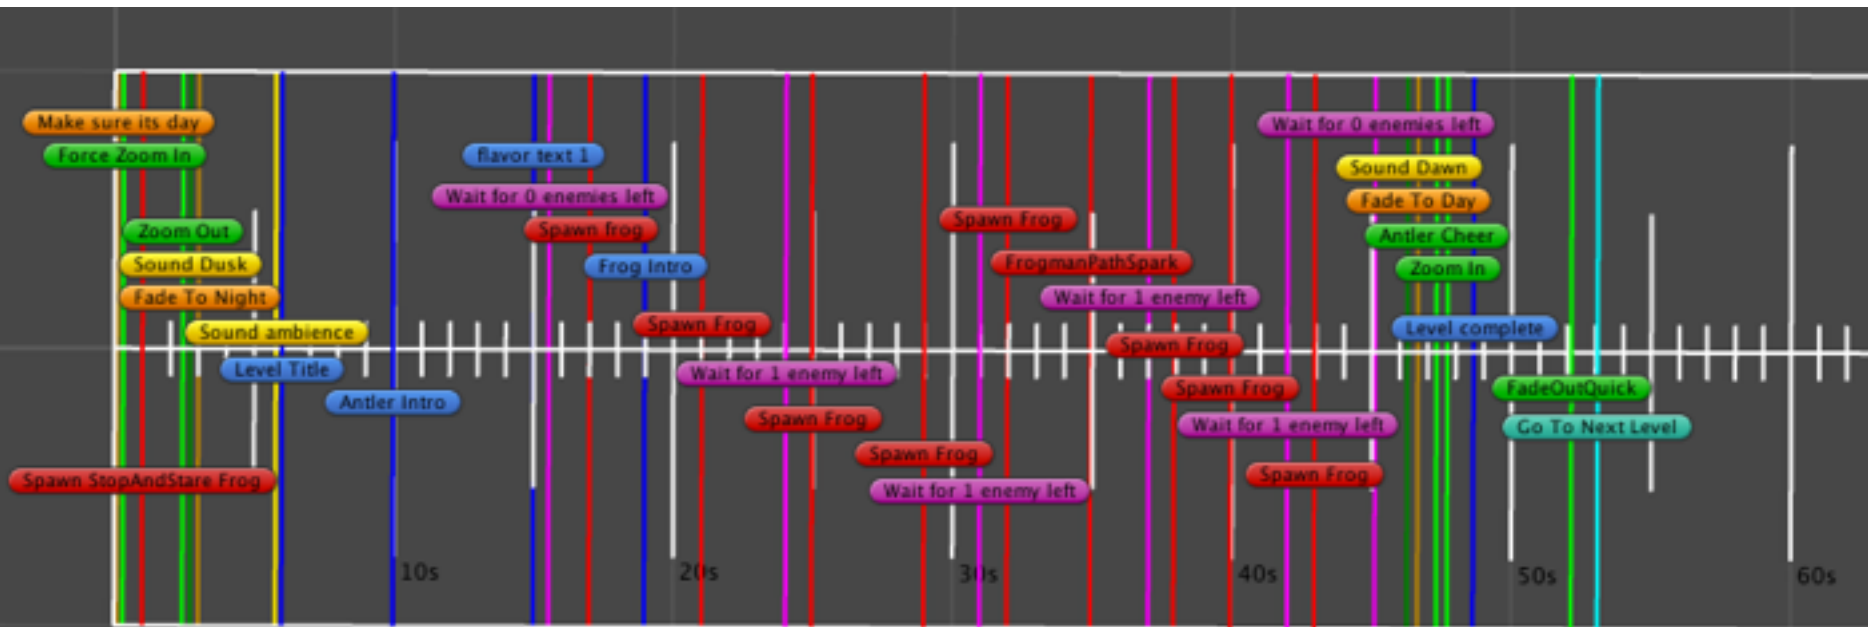 Make sure its day
Force Zoom In
Zoom Out
Sound Dusk
Fade To Night
Sound ambience
Level Title
Antler Intro
Spawn StopAndStare Frog
flavor text 1
Wait for 0 enemies left
Spawn frog
Frog Intro
Spawn Frog
Wait for 1 enemy left
Spawn Frog
Spawn Frog
Wait for 1 enemy left
Spawn Frog
FrogmanPathSpark
Wait for 1 enemy left
Spawn Frog
Spawn Frog
Wait for 1 enemy left
Spawn Frog
Wait for 0 enemies left
Sound Dawn
Fade To Day
Antler Cheer
Zoom In
Level complete
FadeOutQuick
Go To Next Level
10s
20s
30s
40s
50s
60s